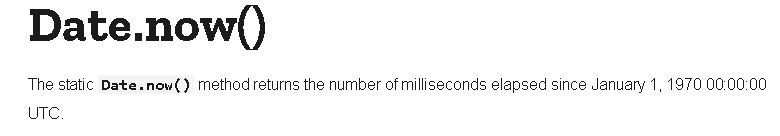 Date.now()
The static Date.now() method returns the number of milliseconds elapsed since January 1, 1970 00:00:00
UTC.